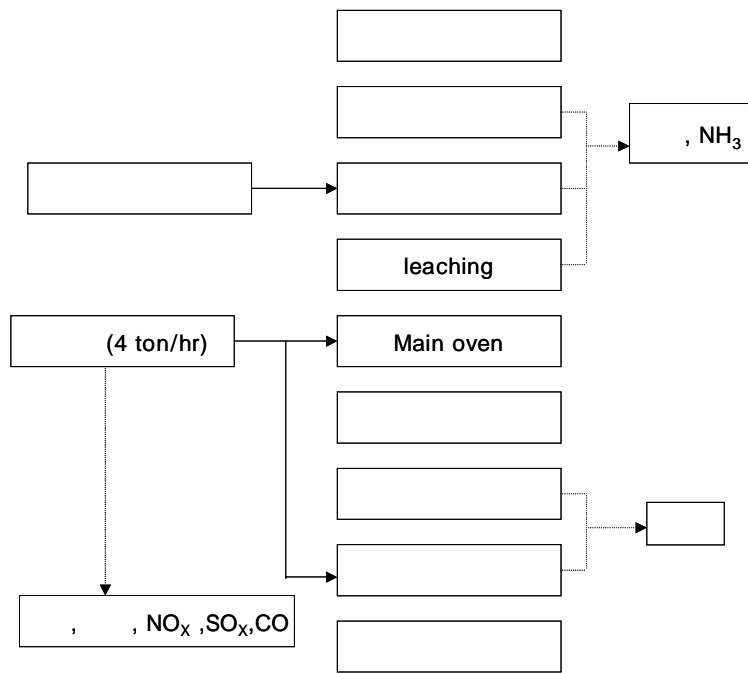 , NH₃
leaching
(4 ton/hr)
Main oven
, , NOₓ ,SOₓ,CO